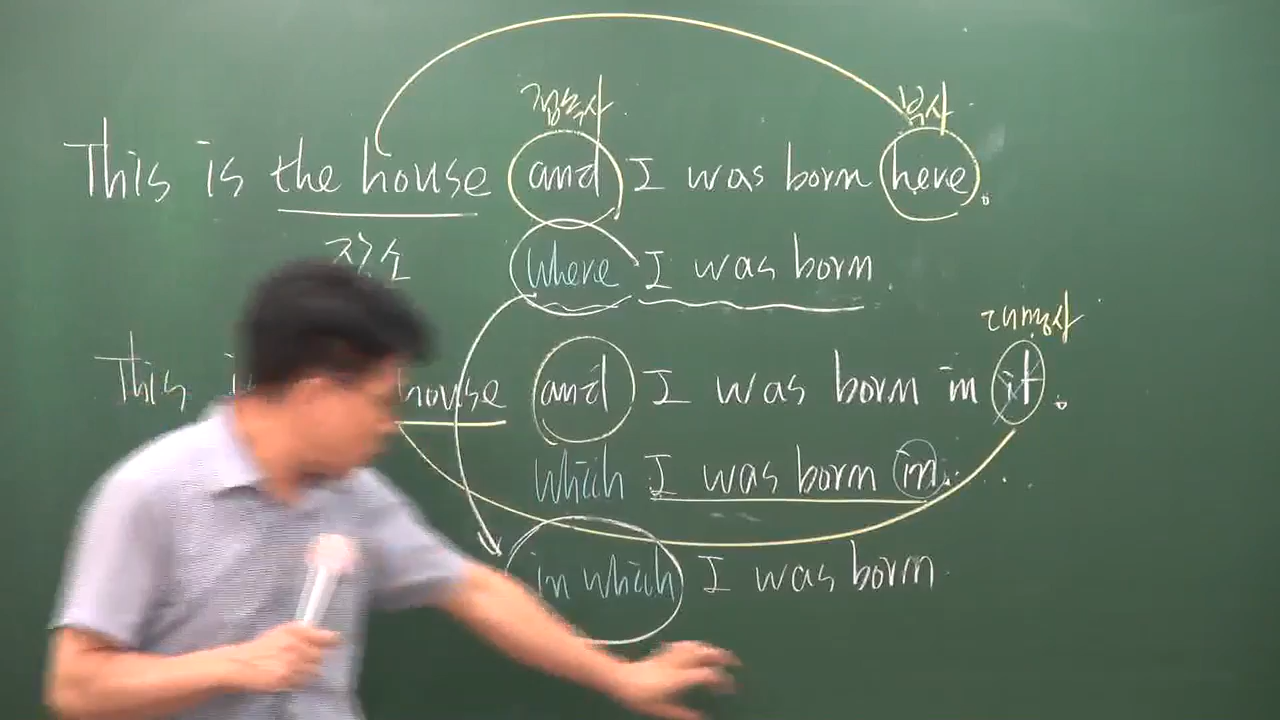 접속사 부사
This is the house and I was born here.
장소 where I was born
대명사
This house and I was born in it.
which I was born in.
in which I was born